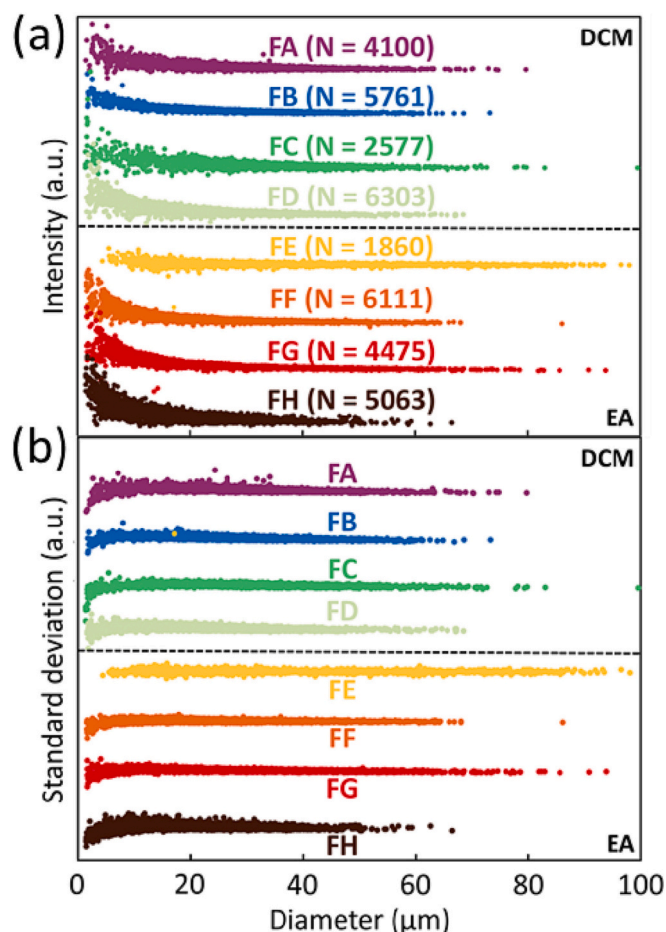 (a)
DCM
FA (N = 4100)
FB (N = 5761)
FC (N = 2577)
FD (N = 6303)
Intensity (a.u.)
FE (N = 1860)
FF (N = 6111)
FG (N = 4475)
FH (N = 5063)
EA
(b)
DCM
FA
FB
FC
FD
Standard deviation (a.u.)
FE
FF
FG
FH
EA
0 20 40 60 80 100
Diameter (μm)